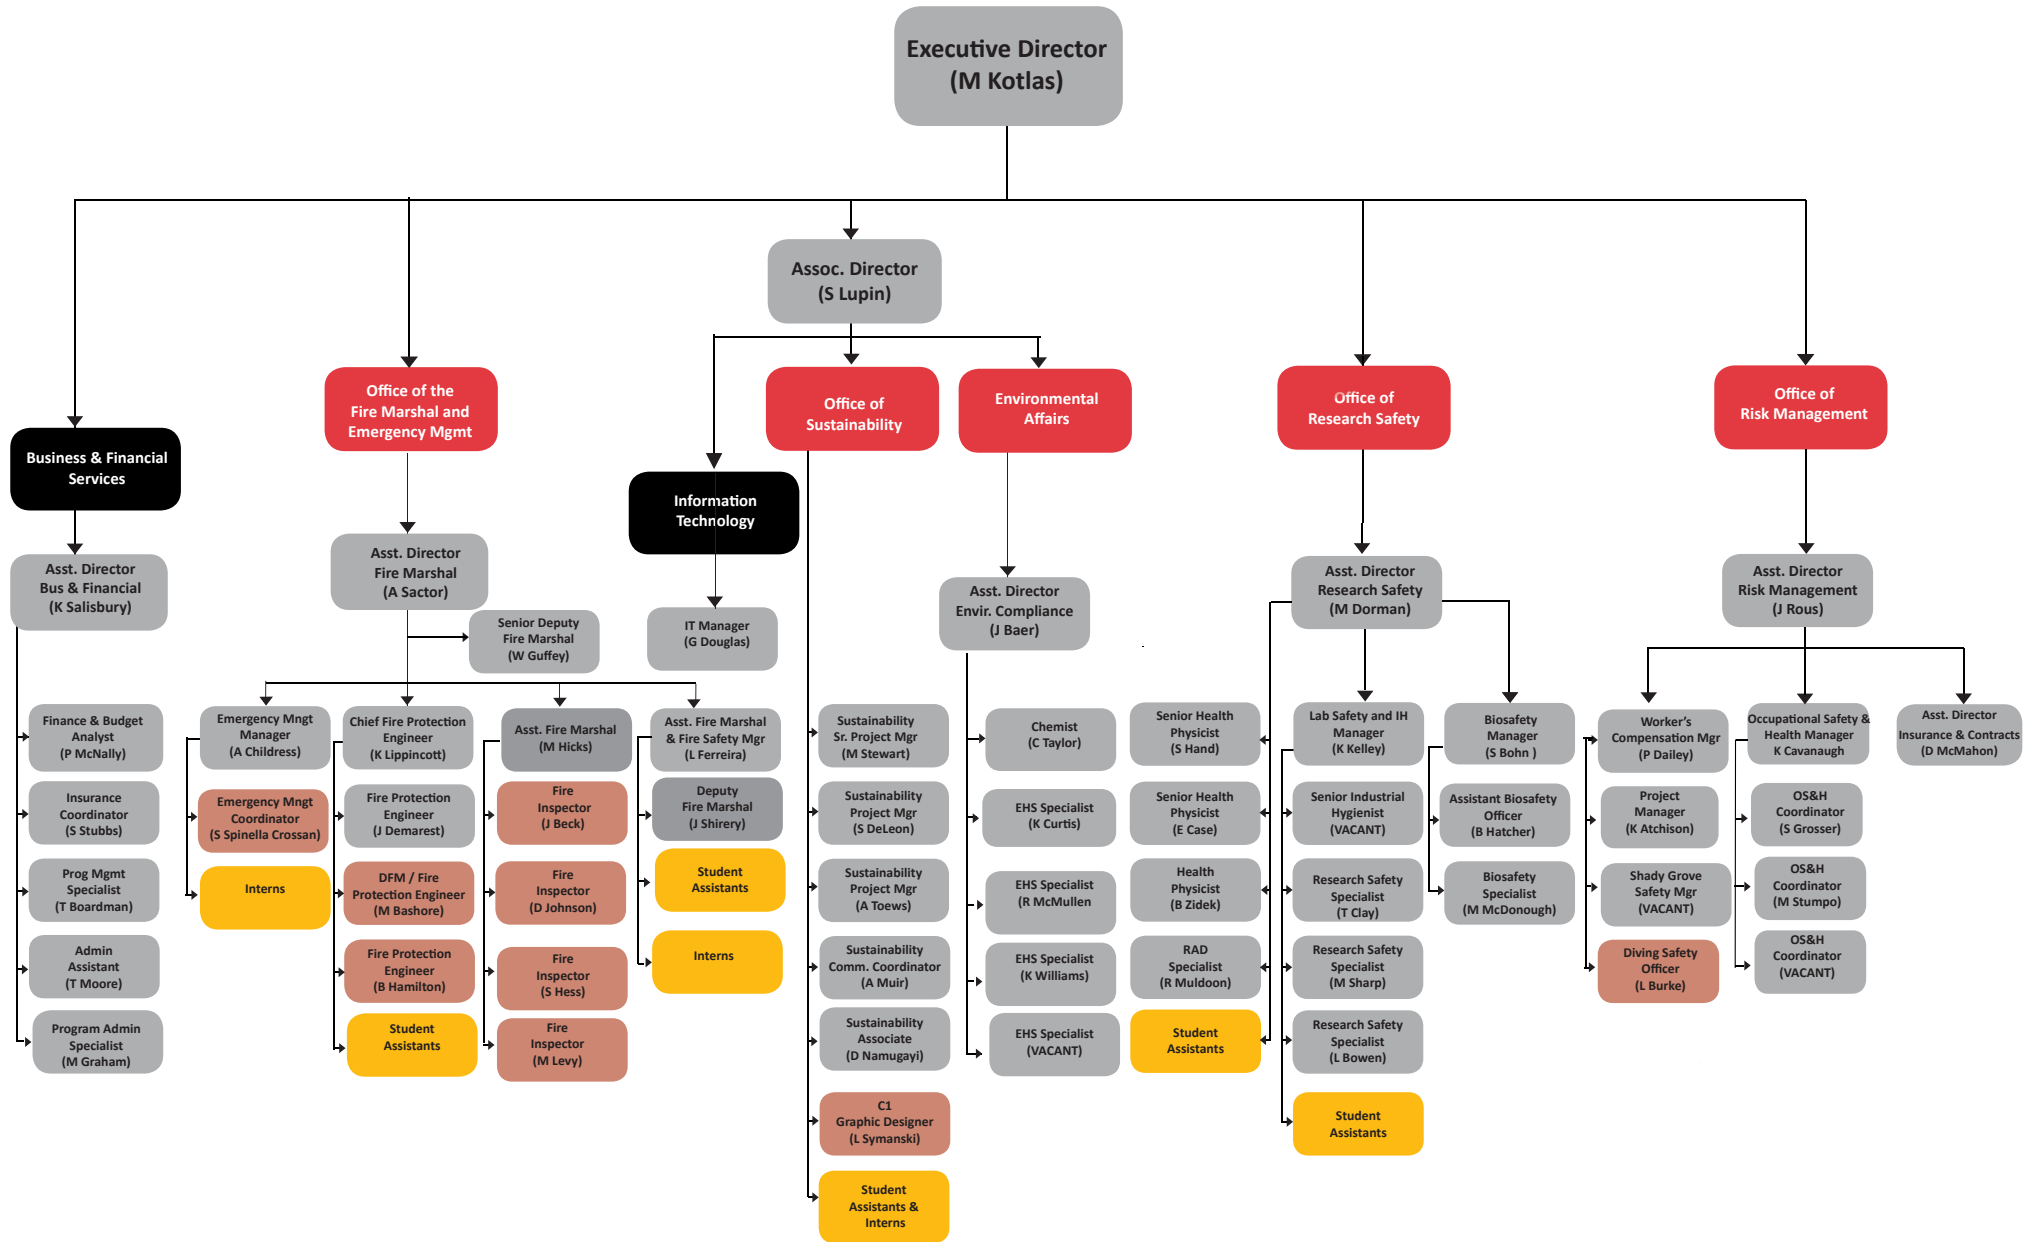 Executive Director
(M Kotlas)
Assoc. Director
(S Lupin)
Business & Financial
Services
Office of the
Fire Marshal and
Emergency Mgmt
Information
Technology
Office of
Sustainability
Environmental
Affairs
Office of
Research Safety
Office of
Risk Management
Asst. Director
Bus & Financial
(K Salisbury)
Finance & Budget
Analyst
(P McNally)
Insurance
Coordinator
(S Stubbs)
Prog Mgmt
Specialist
(T Boardman)
Admin
Assistant
(T Moore)
Program Admin
Specialist
(M Graham)
Asst. Director
Fire Marshal
(A Sactor)
Senior Deputy
Fire Marshal
(W Guffey)
Emergency Mngt
Manager
(A Childress)
Emergency Mngt
Coordinator
(S Spinella Crossan)
Interns
Chief Fire Protection
Engineer
(K Lippincott)
Fire Protection
Engineer
(J Demarest)
DFM / Fire
Protection Engineer
(M Bashore)
Fire Protection
Engineer
(B Hamilton)
Student
Assistants
Asst. Fire Marshal
(M Hicks)
Fire
Inspector
(J Beck)
Fire
Inspector
(D Johnson)
Fire
Inspector
(S Hess)
Fire
Inspector
(M Levy)
Asst. Fire Marshal
& Fire Safety Mgr
(L Ferreira)
Deputy
Fire Marshal
(J Shirery)
Student
Assistants
Interns
IT Manager
(G Douglas)
Sustainability
Sr. Project Mgr
(M Stewart)
Sustainability
Project Mgr
(S DeLeon)
Sustainability
Project Mgr
(A Toews)
Sustainability
Comm. Coordinator
(A Muir)
Sustainability
Associate
(D Namugayi)
C1
Graphic Designer
(L Symanski)
Student
Assistants &
Interns
Asst. Director
Envir. Compliance
(J Baer)
Chemist
(C Taylor)
EHS Specialist
(K Curtis)
EHS Specialist
(R McMullen
EHS Specialist
(K Williams)
EHS Specialist
(VACANT)
Asst. Director
Research Safety
(M Dorman)
Senior Health
Physicist
(S Hand)
Senior Health
Physicist
(E Case)
Health
Physicist
(B Zidek)
RAD
Specialist
(R Muldoon)
Student
Assistants
Lab Safety and IH
Manager
(K Kelley)
Senior Industrial
Hygienist
(VACANT)
Research Safety
Specialist
(T Clay)
Research Safety
Specialist
(M Sharp)
Research Safety
Specialist
(L Bowen)
Student
Assistants
Biosafety
Manager
(S Bohn )
Assistant Biosafety
Officer
(B Hatcher)
Biosafety
Specialist
(M McDonough)
Asst. Director
Risk Management
(J Rous)
Worker's
Compensation Mgr
(P Dailey)
Project
Manager
(K Atchison)
Shady Grove
Safety Mgr
(VACANT)
Diving Safety
Officer
(L Burke)
Occupational Safety &
Health Manager
K Cavanaugh
OS&H
Coordinator
(S Grosser)
OS&H
Coordinator
(M Stumpo)
OS&H
Coordinator
(VACANT)
Asst. Director
Insurance & Contracts
(D McMahon)